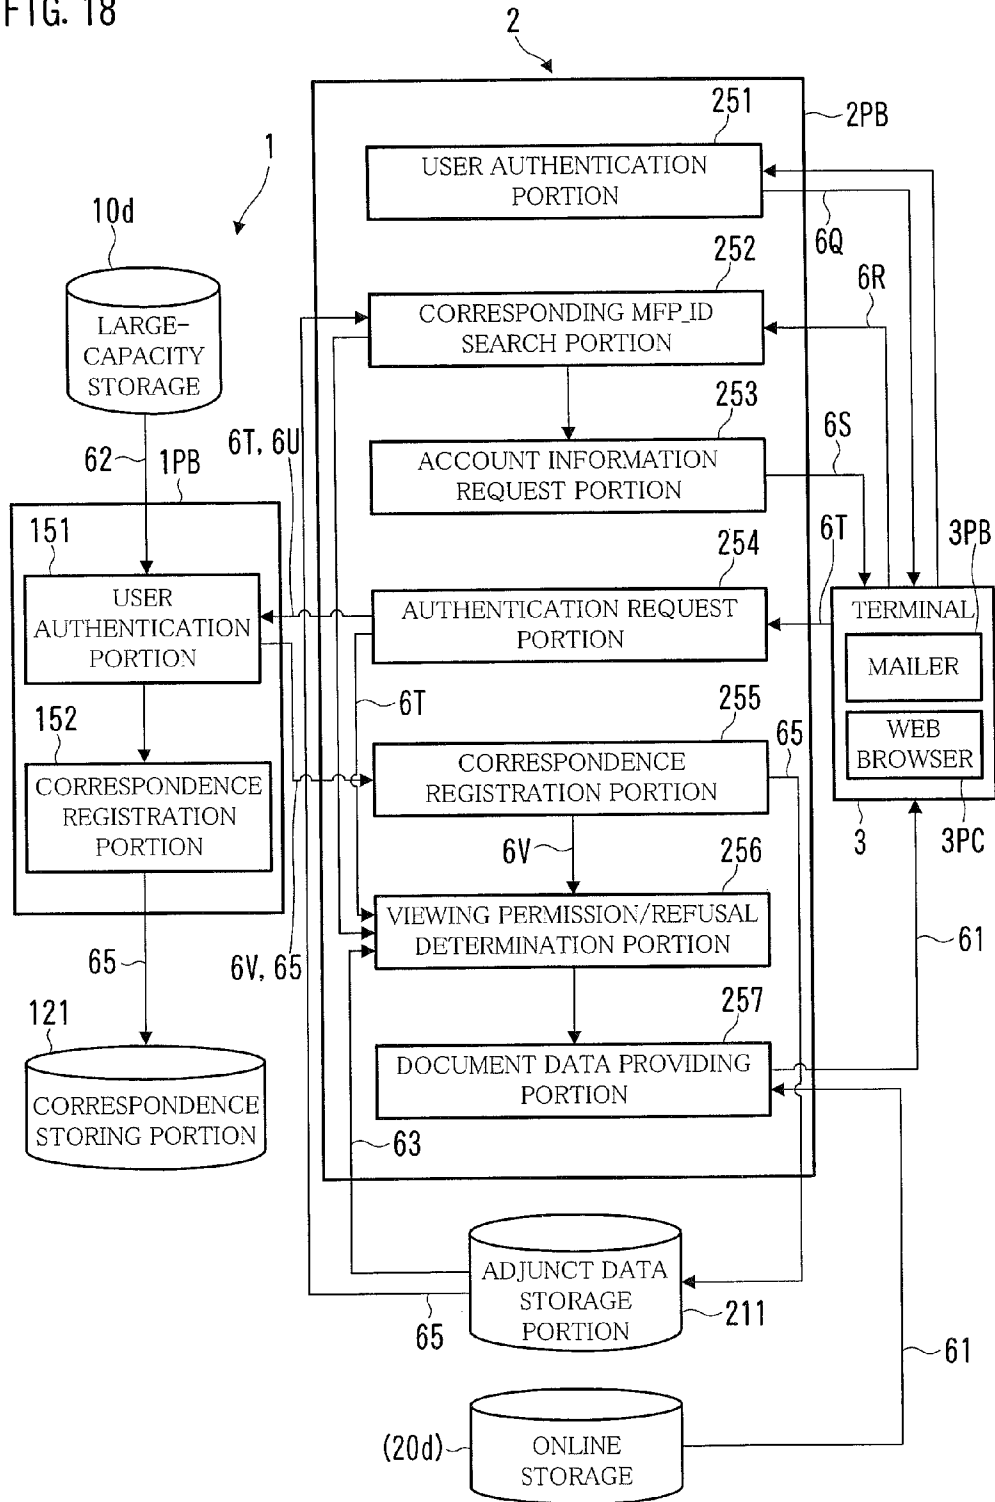 FIG. 18
2
251
2PB
USER AUTHENTICATION
PORTION
1
6Q
10d
252
6R
LARGE-
CAPACITY
STORAGE
CORRESPONDING MFP_ID
SEARCH PORTION
253
6T, 6U
6S
62
1PB
ACCOUNT INFORMATION
REQUEST PORTION
151
254
6T
3PB
USER
AUTHENTICATION
PORTION
AUTHENTICATION REQUEST
PORTION
TERMINAL
MAILER
6T
152
255
65
WEB
BROWSER
CORRESPONDENCE
REGISTRATION
PORTION
CORRESPONDENCE
REGISTRATION PORTION
3
3PC
6V
256
VIEWING PERMISSION/REFUSAL
DETERMINATION PORTION
61
65
6V, 65
121
257
DOCUMENT DATA PROVIDING
PORTION
CORRESPONDENCE
STORING PORTION
63
ADJUNCT DATA
STORAGE
PORTION
211
65
61
(20d)
ONLINE
STORAGE